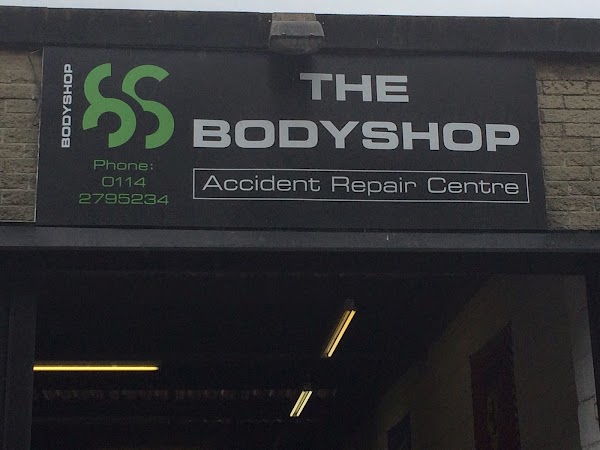 BODYSHOP
Phone:
0114
2795234
THE
BODYSHOP
Accident Repair Centre